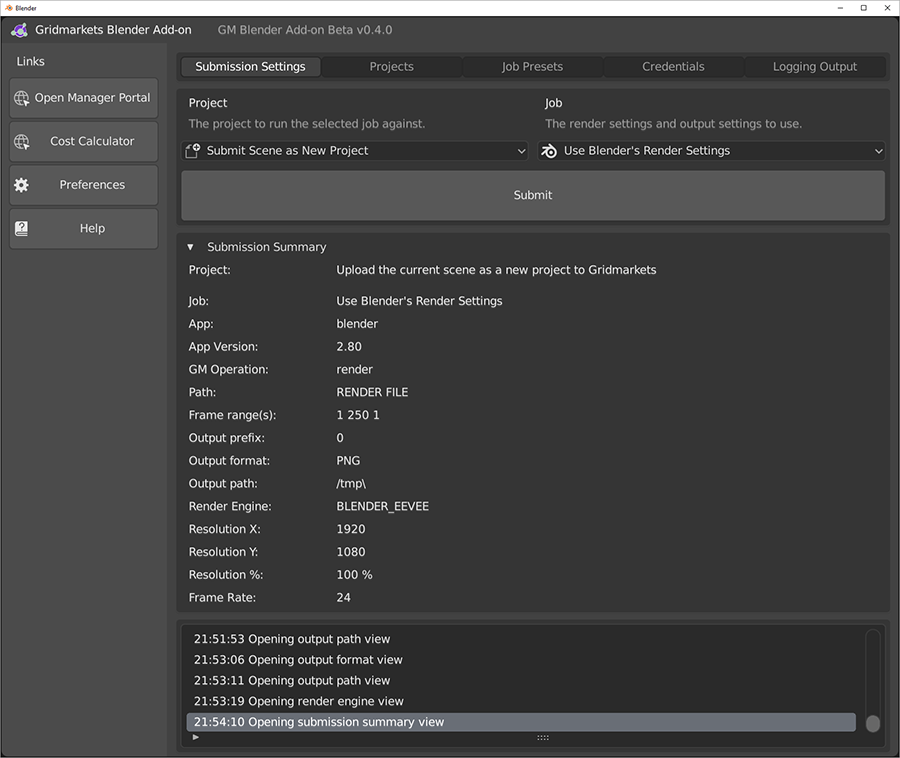 Blender
Gridmarkets Blender Add-on GM Blender Add-on Beta v0.4.0
Links
Open Manager Portal
Cost Calculator
Preferences
Help
Submission Settings Projects Job Presets Credentials Logging Output
Project Job
The project to run the selected job against. The render settings and output settings to use.
Submit Scene as New Project Use Blender's Render Settings
Submit
Submission Summary
Project: Upload the current scene as a new project to Gridmarkets
Job: Use Blender's Render Settings
App: blender
App Version: 2.80
GM Operation: render
Path: RENDER FILE
Frame range(s): 1 250 1
Output prefix: 0
Output format: PNG
Output path: /tmp\
Render Engine: BLENDER_EEVEE
Resolution X: 1920
Resolution Y: 1080
Resolution %: 100 %
Frame Rate: 24
21:51:53 Opening output path view
21:53:06 Opening output format view
21:53:11 Opening output path view
21:53:19 Opening render engine view
21:54:10 Opening submission summary view